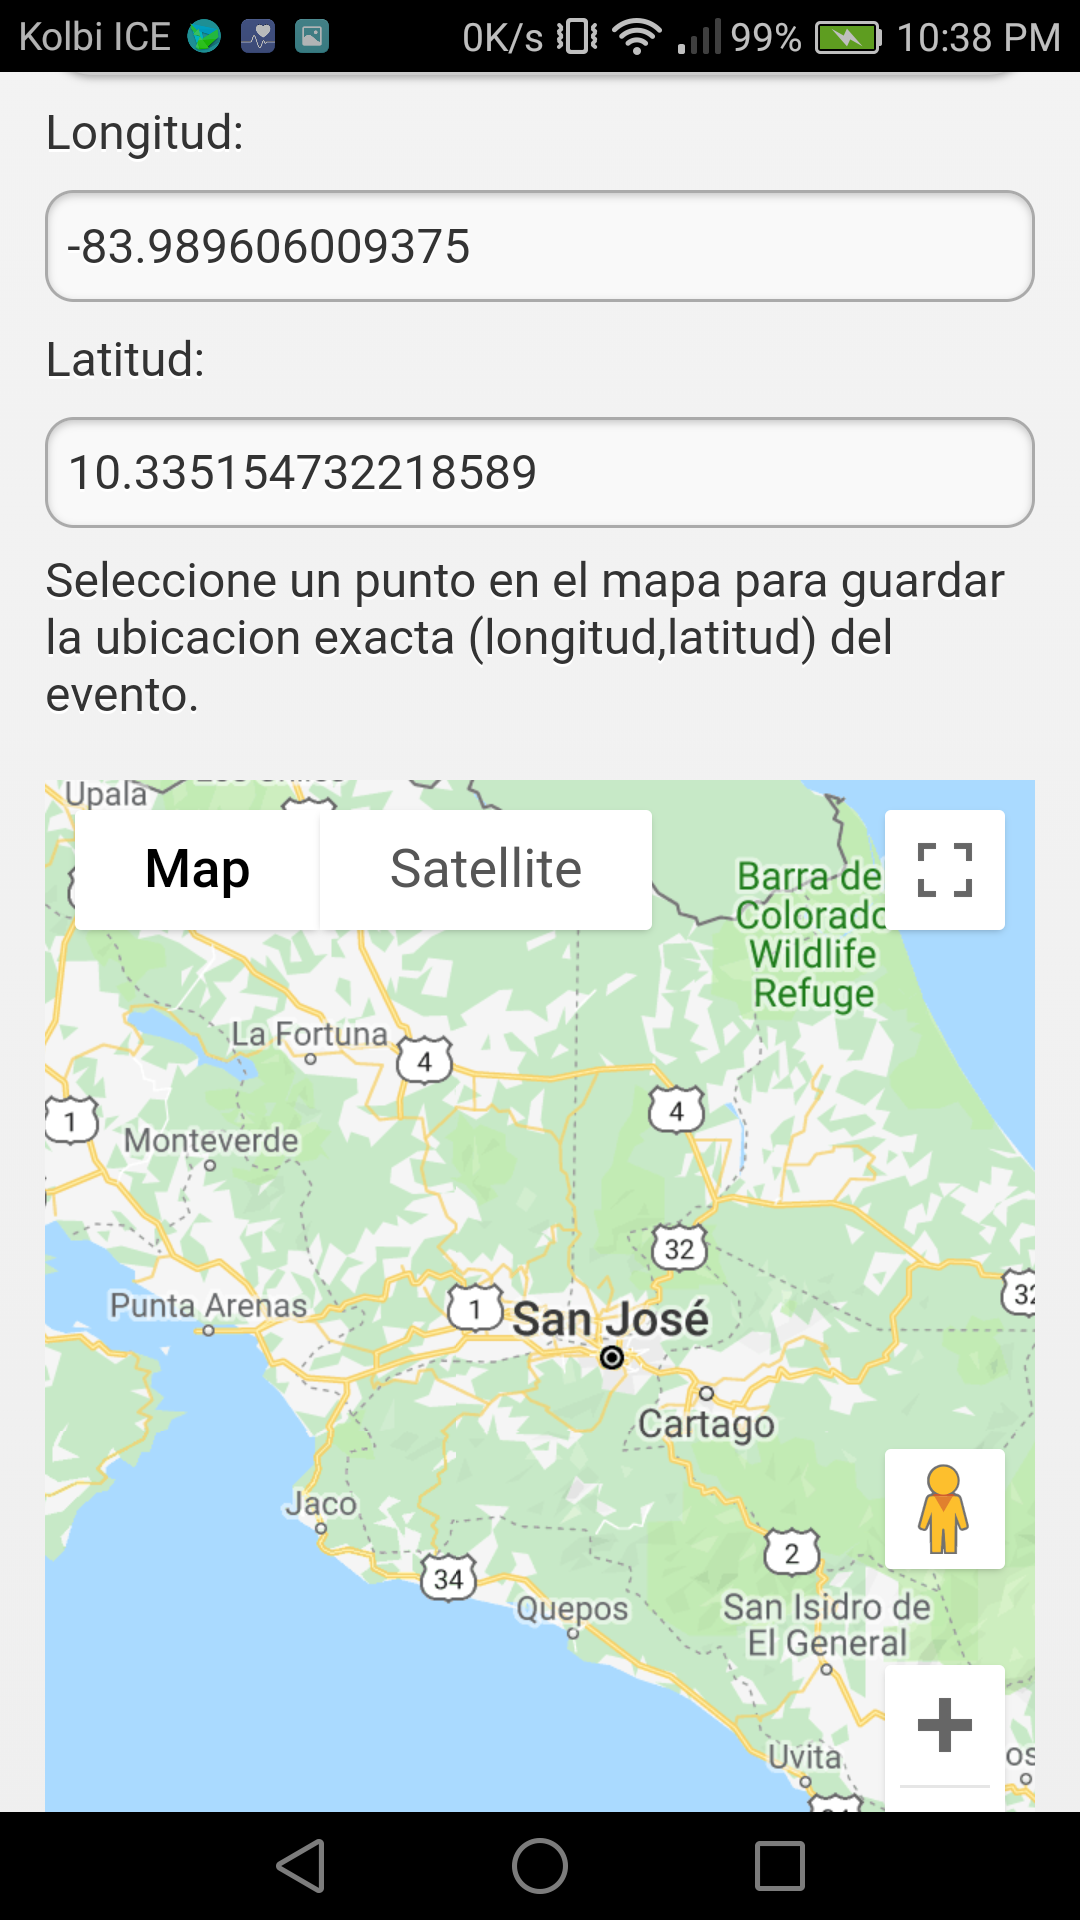 Kolbi ICE 0K/s 99% 10:38 PM
Longitud:
-83.989606009375
Latitud:
10.335154732218589
Seleccione un punto en el mapa para guardar
la ubicacion exacta (longitud,latitud) del
evento.
Upala
Map Satellite
Barra de
Colorado
Wildlife
Refuge
La Fortuna
4
4
1
Monteverde
32
32
Punta Arenas
1
San José
Cartago
Jaco
2
34
Quepos
San Isidro de
El General
Uvita